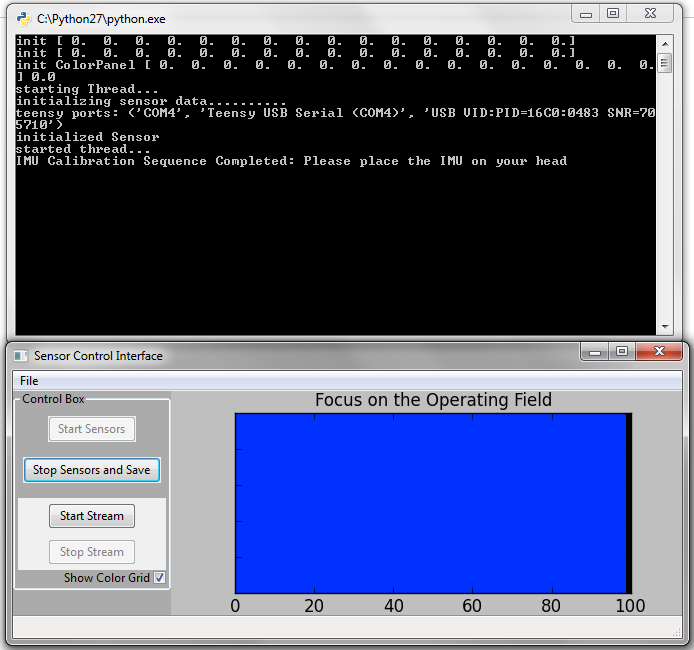 C:\Python27\python.exe
init [ 0. 0. 0. 0. 0. 0. 0. 0. 0. 0. 0. 0. 0. 0. 0. 0.]
init [ 0. 0. 0. 0. 0. 0. 0. 0. 0. 0. 0. 0. 0. 0. 0. 0.]
init ColorPanel [ 0. 0. 0. 0. 0. 0. 0. 0. 0. 0. 0. 0. 0. 0. 0. 0.
] 0.0
starting Thread...
initializing sensor data..........
teensy ports: ('COM4', 'Teensy USB Serial (COM4)', 'USB VID:PID=16C0:0483 SNR=70
5710')
initialized Sensor
started thread...
IMU Calibration Sequence Completed: Please place the IMU on your head
Sensor Control Interface
File
Control Box
Start Sensors
Stop Sensors and Save
Start Stream
Stop Stream
Show Color Grid
Focus on the Operating Field
0 20 40 60 80 100